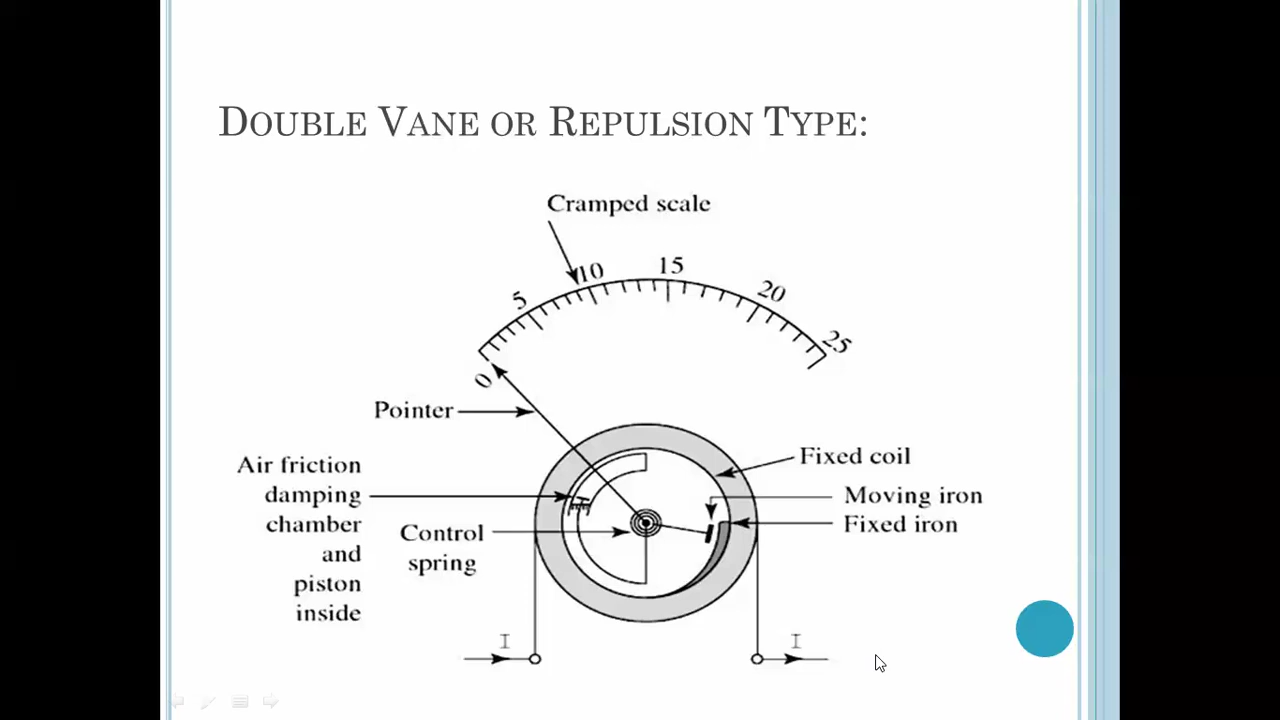 DOUBLE VANE OR REPULSION TYPE:
Cramped scale
0 5 10 15 20 25
Pointer
Air friction
damping
chamber
and
piston
inside
Control
spring
Fixed coil
Moving iron
Fixed iron
I
I